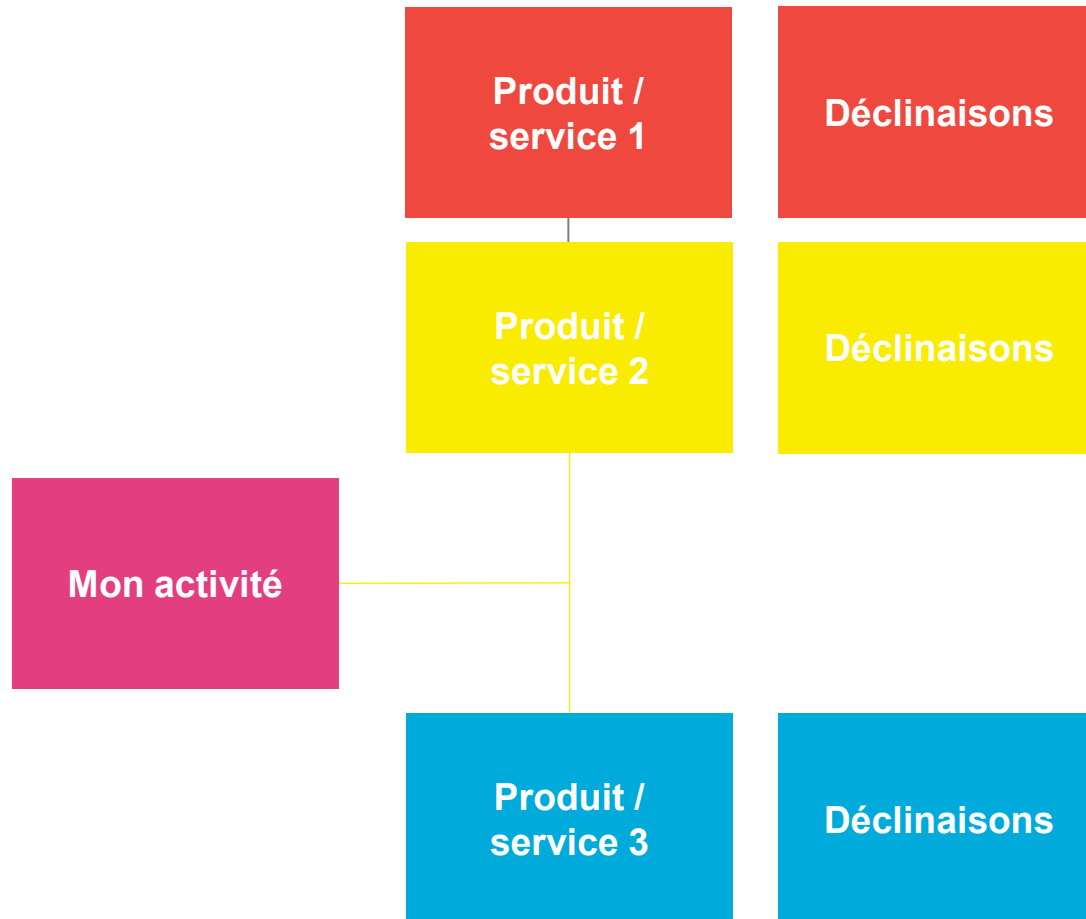 Produit /
service 1
Déclinaisons
Produit /
service 2
Déclinaisons
Mon activité
Produit /
service 3
Déclinaisons